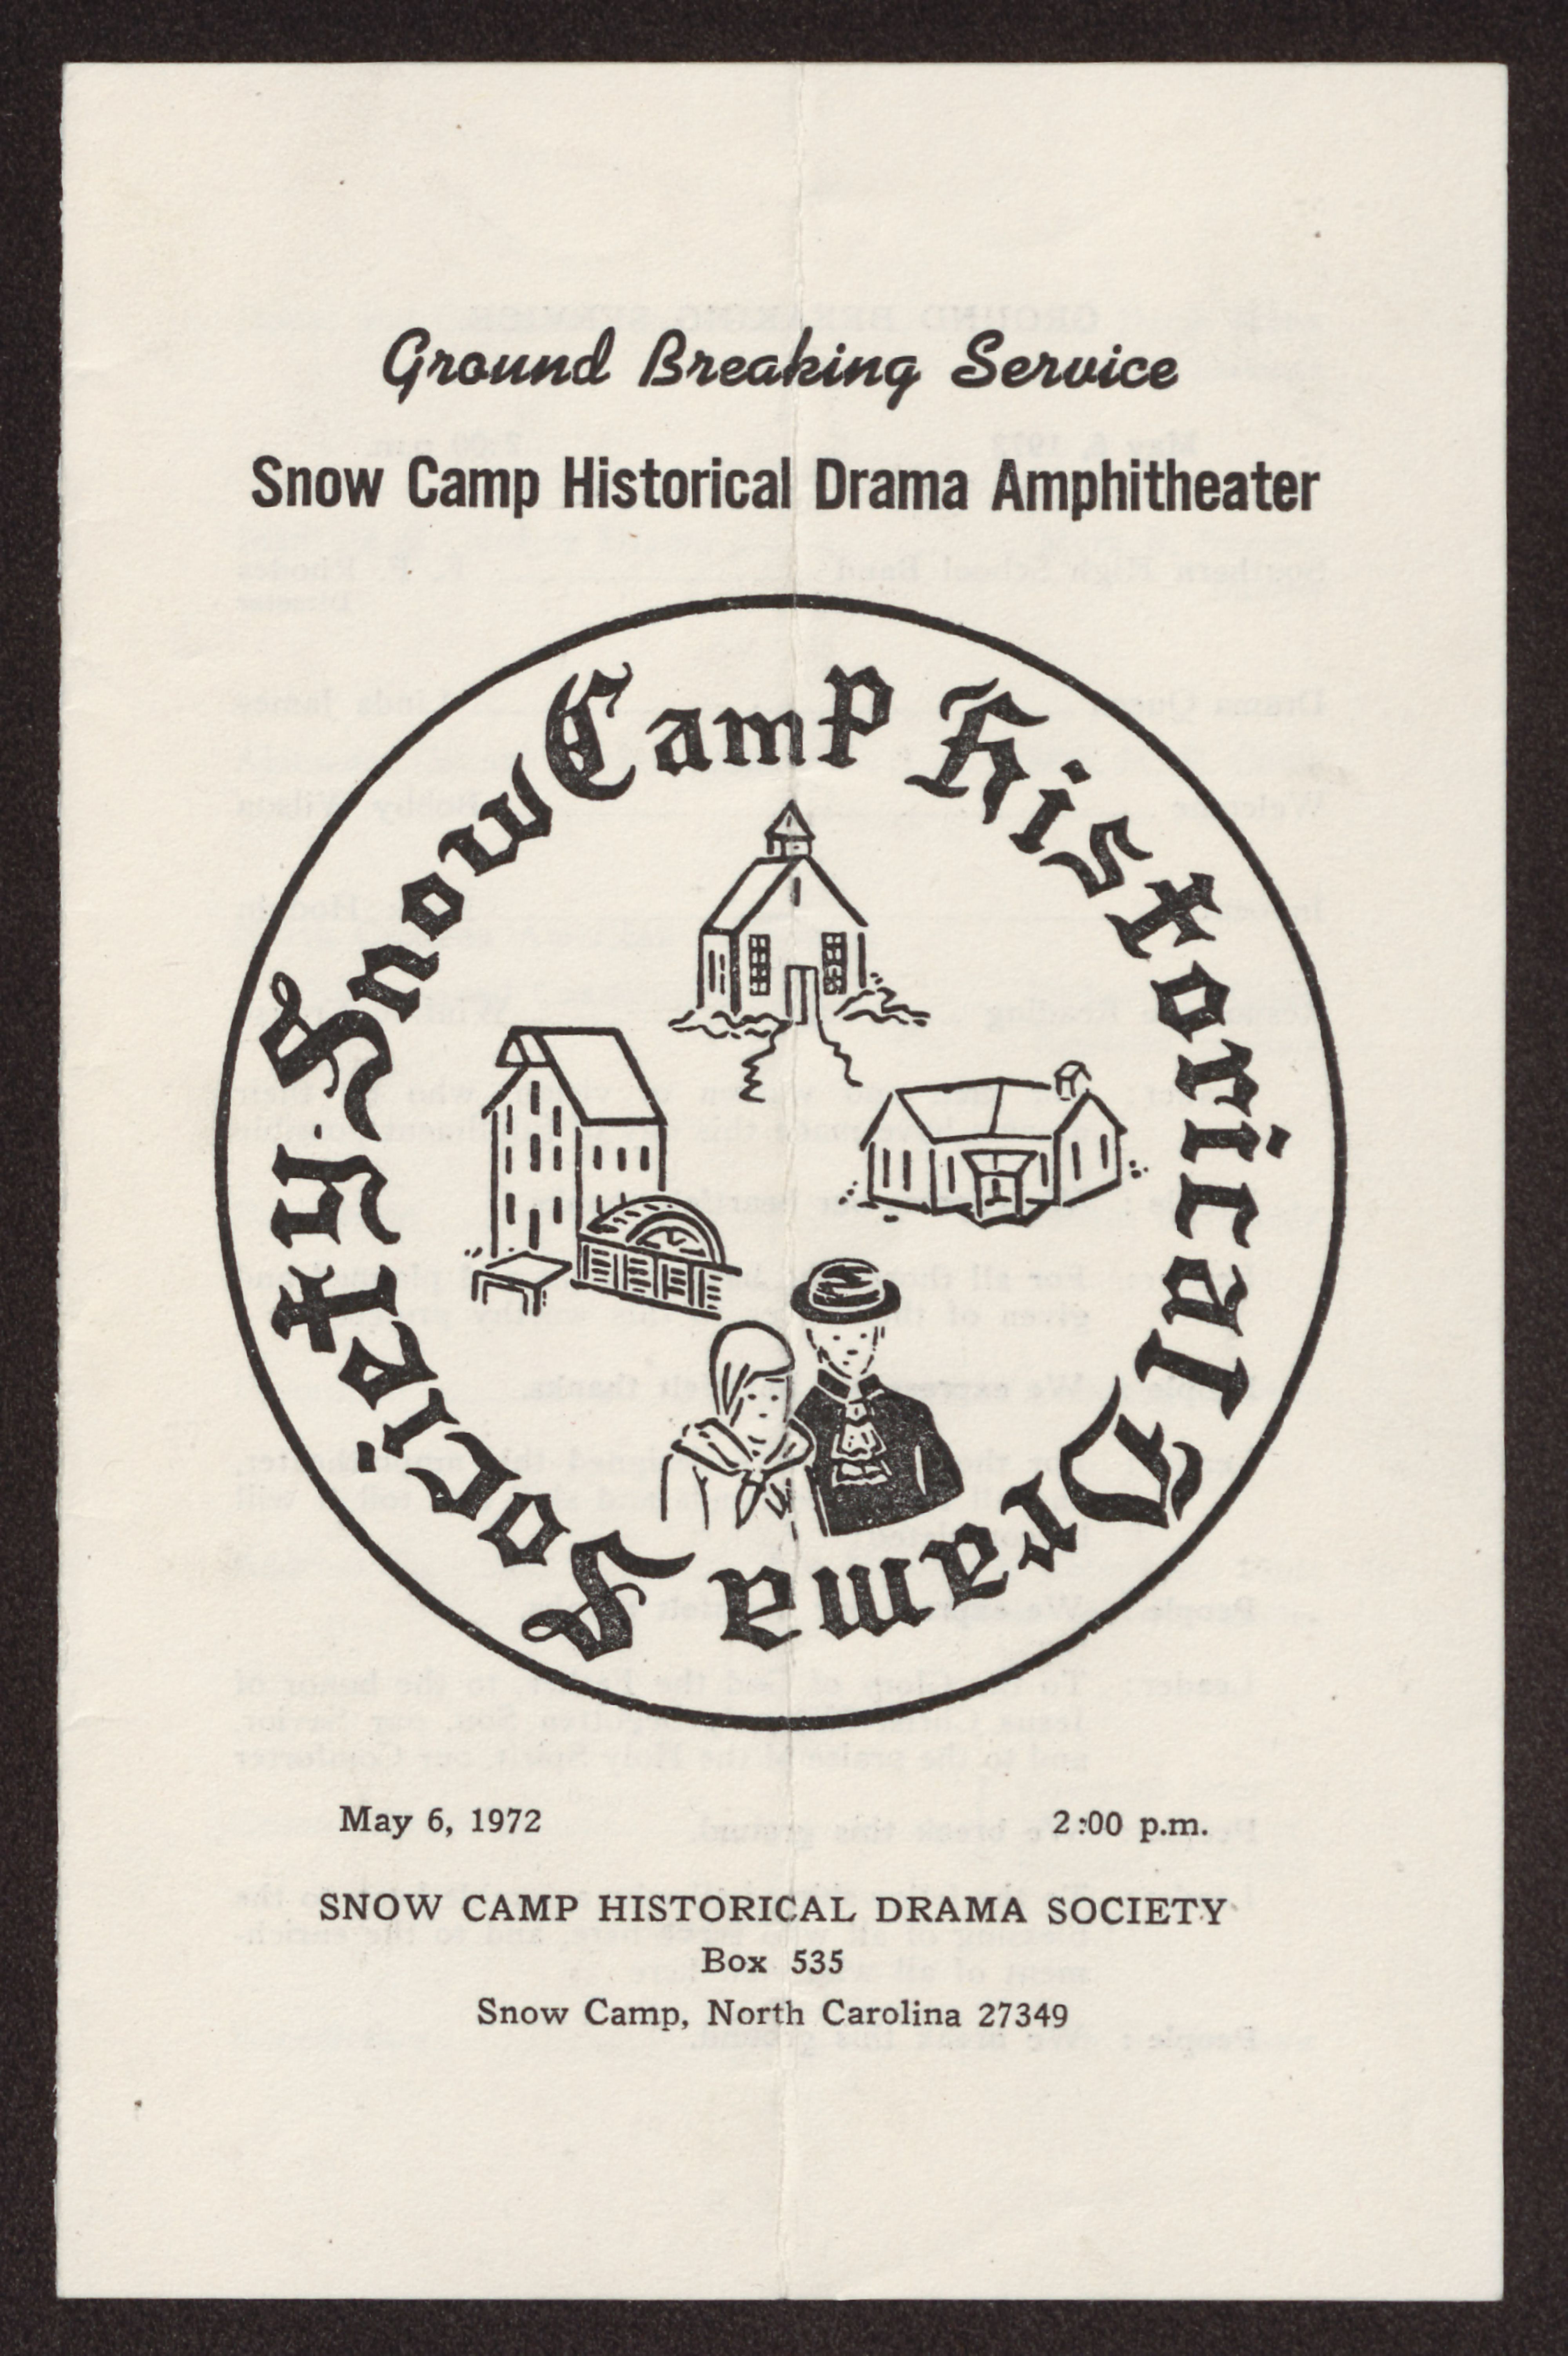 Ground Breaking Service
Snow Camp Historical Drama Amphitheater
Snow Camp Historical Drama Society
May 6, 1972 2:00 p.m.
SNOW CAMP HISTORICAL DRAMA SOCIETY
Box 535
Snow Camp, North Carolina 27349